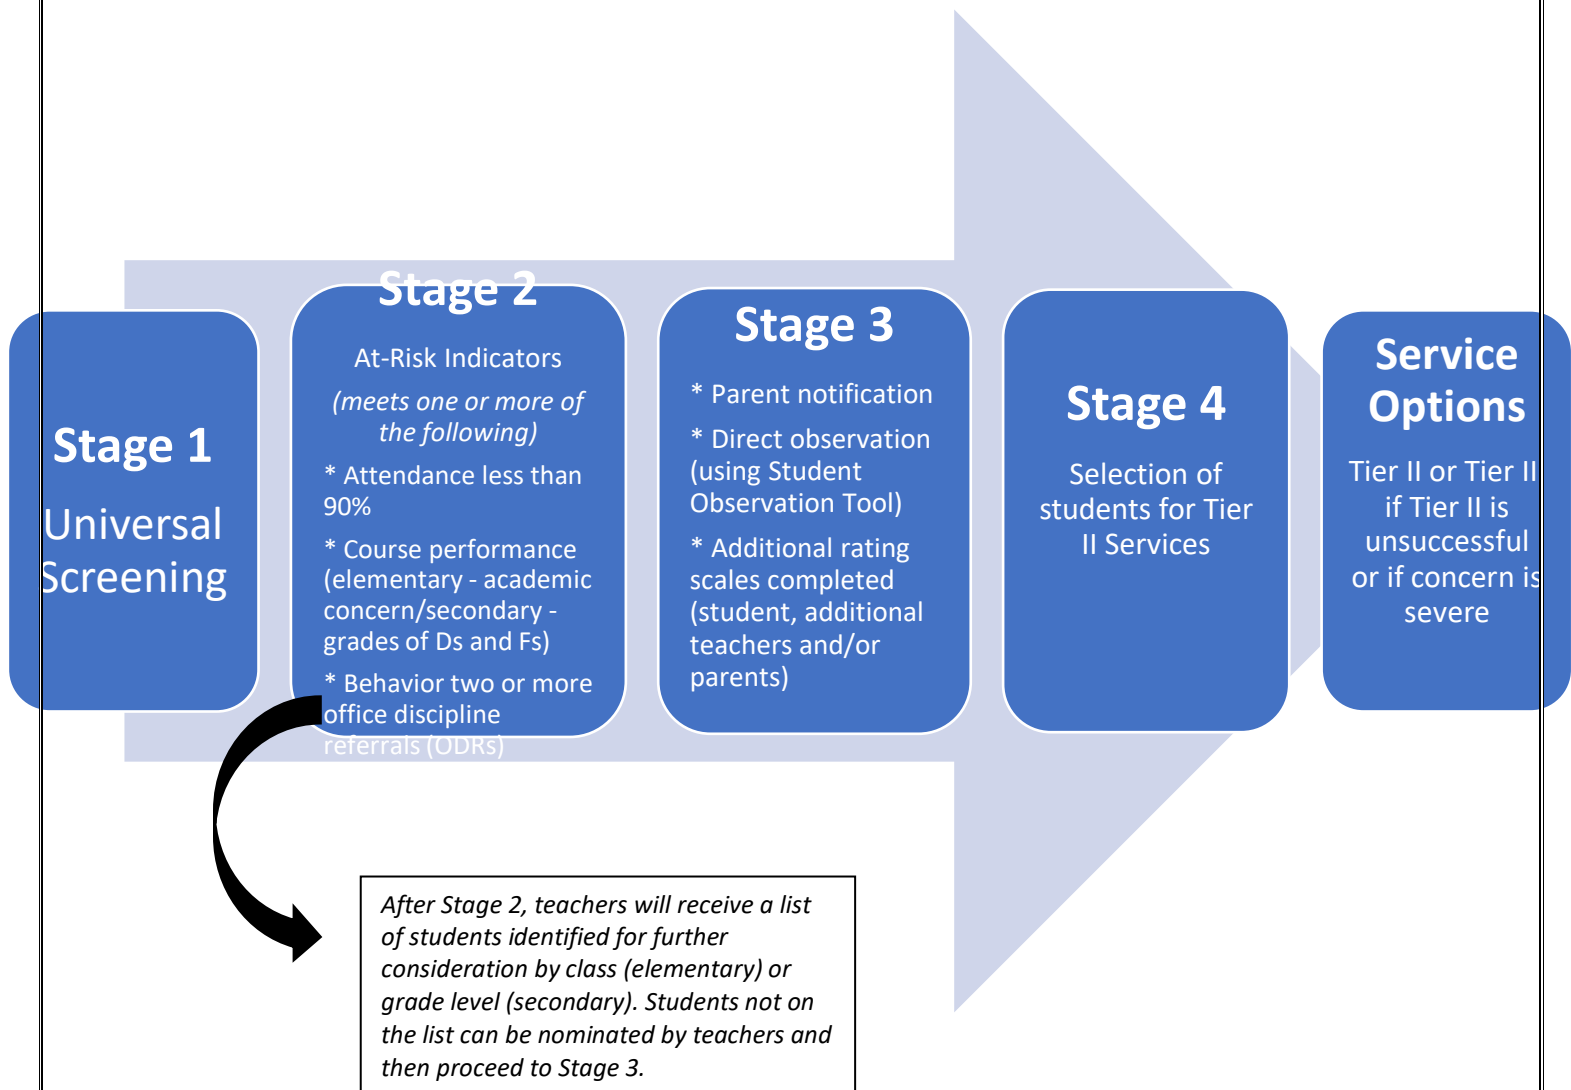 Stage 1
Universal
Screening
Stage 2
At-Risk Indicators
(meets one or more of
the following)
* Attendance less than
90%
* Course performance
(elementary - academic
concern/secondary -
grades of Ds and Fs)
* Behavior two or more
office discipline
referrals (ODRs)
Stage 3
* Parent notification
* Direct observation
(using Student
Observation Tool)
* Additional rating
scales completed
(student, additional
teachers and/or
parents)
Stage 4
Selection of
students for Tier
II Services
Service
Options
Tier II or Tier II
if Tier II is
unsuccessful
or if concern is
severe
After Stage 2, teachers will receive a list
of students identified for further
consideration by class (elementary) or
grade level (secondary). Students not on
the list can be nominated by teachers and
then proceed to Stage 3.